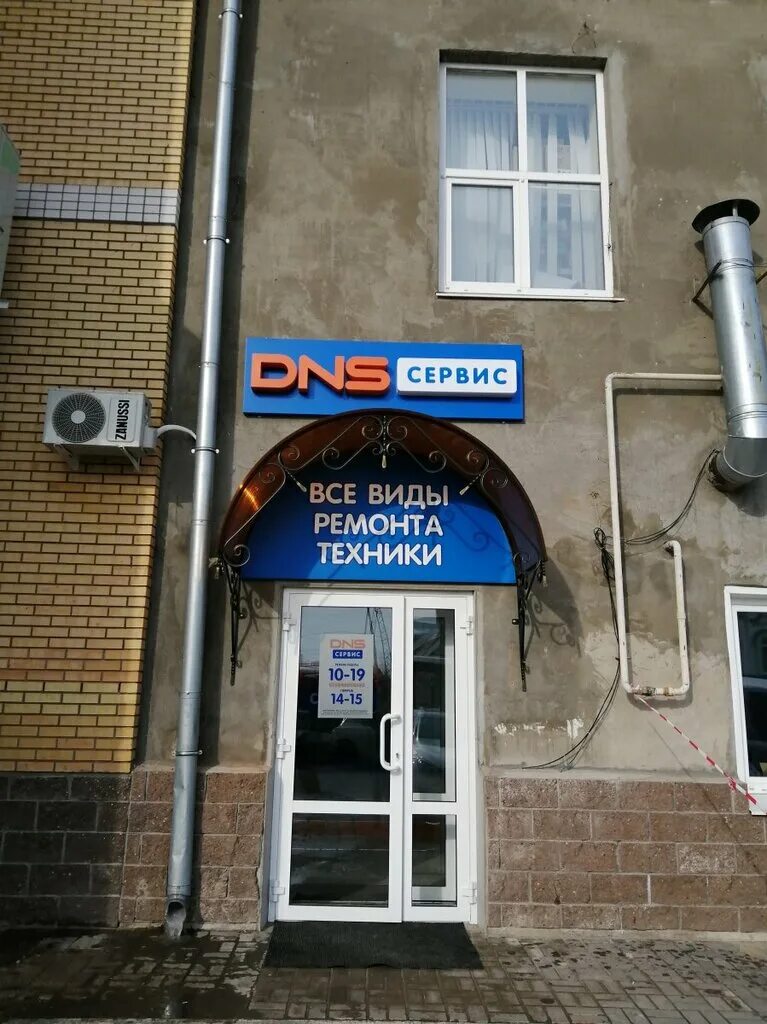 DNS СЕРВИС
ВСЕ ВИДЫ
РЕМОНТА
ТЕХНИКИ
ZANUSSI
DNS
СЕРВИС
10-19
14-15